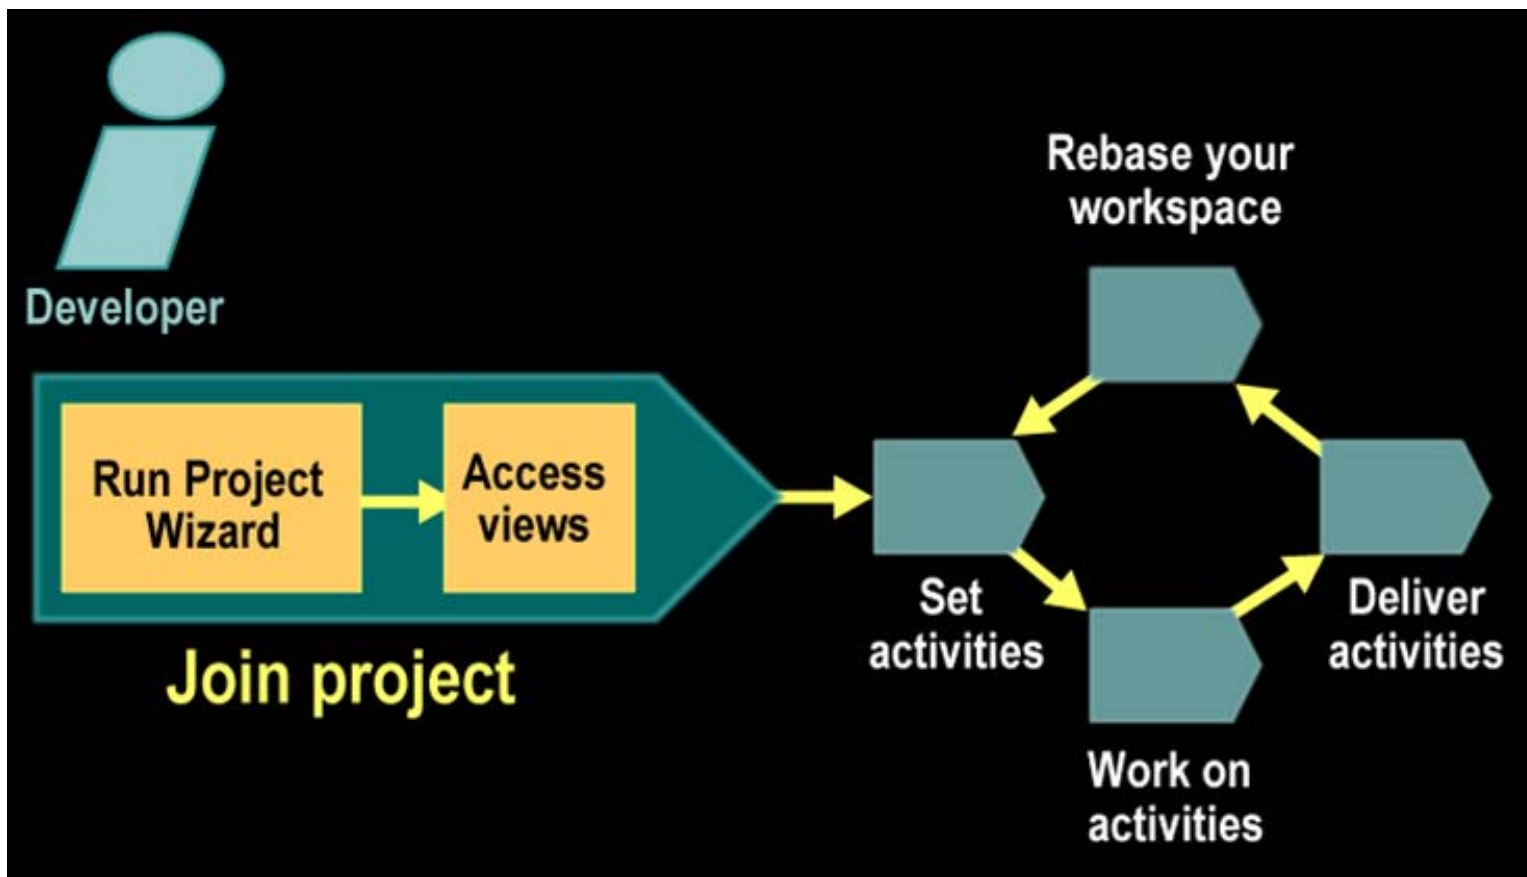 Developer
Run Project
Wizard
Access
views
Join project
Rebase your
workspace
Set
activities
Deliver
activities
Work on
activities